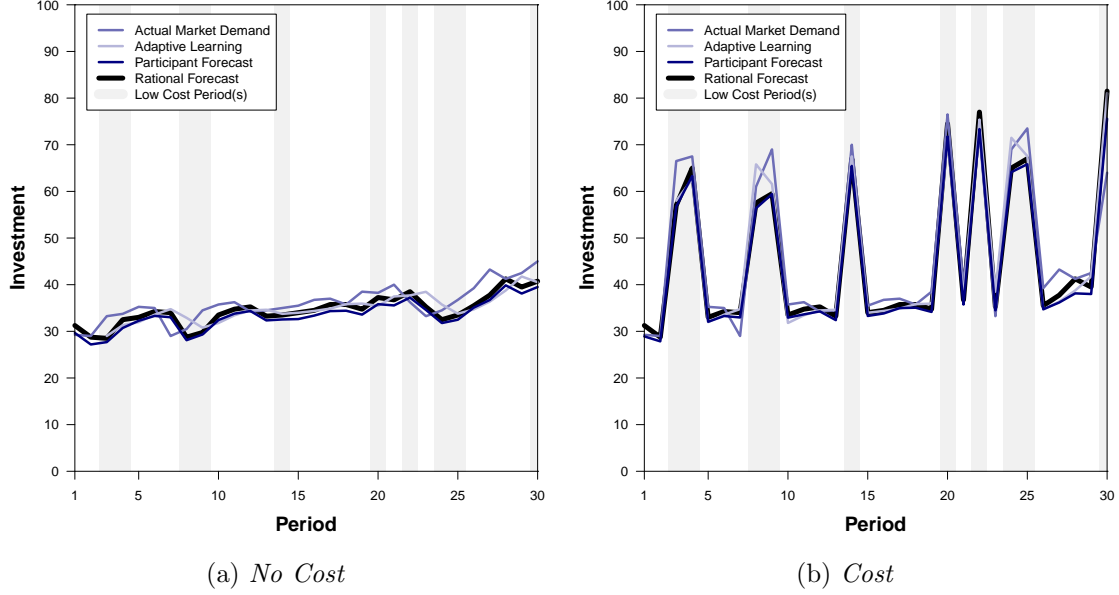 100
90
80
70
60
50
40
30
20
10
0
Investment
Actual Market Demand
Adaptive Learning
Participant Forecast
Rational Forecast
Low Cost Period(s)
1 5 10 15 20 25 30
Period
(a) No Cost
100
90
80
70
60
50
40
30
20
10
0
Investment
Actual Market Demand
Adaptive Learning
Participant Forecast
Rational Forecast
Low Cost Period(s)
1 5 10 15 20 25 30
Period
(b) Cost